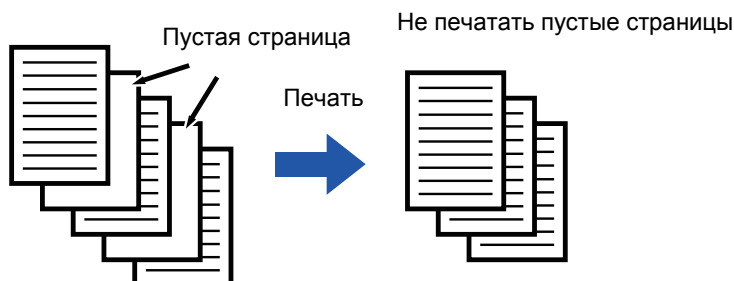 Пустая страница
Не печатать пустые страницы
Печать